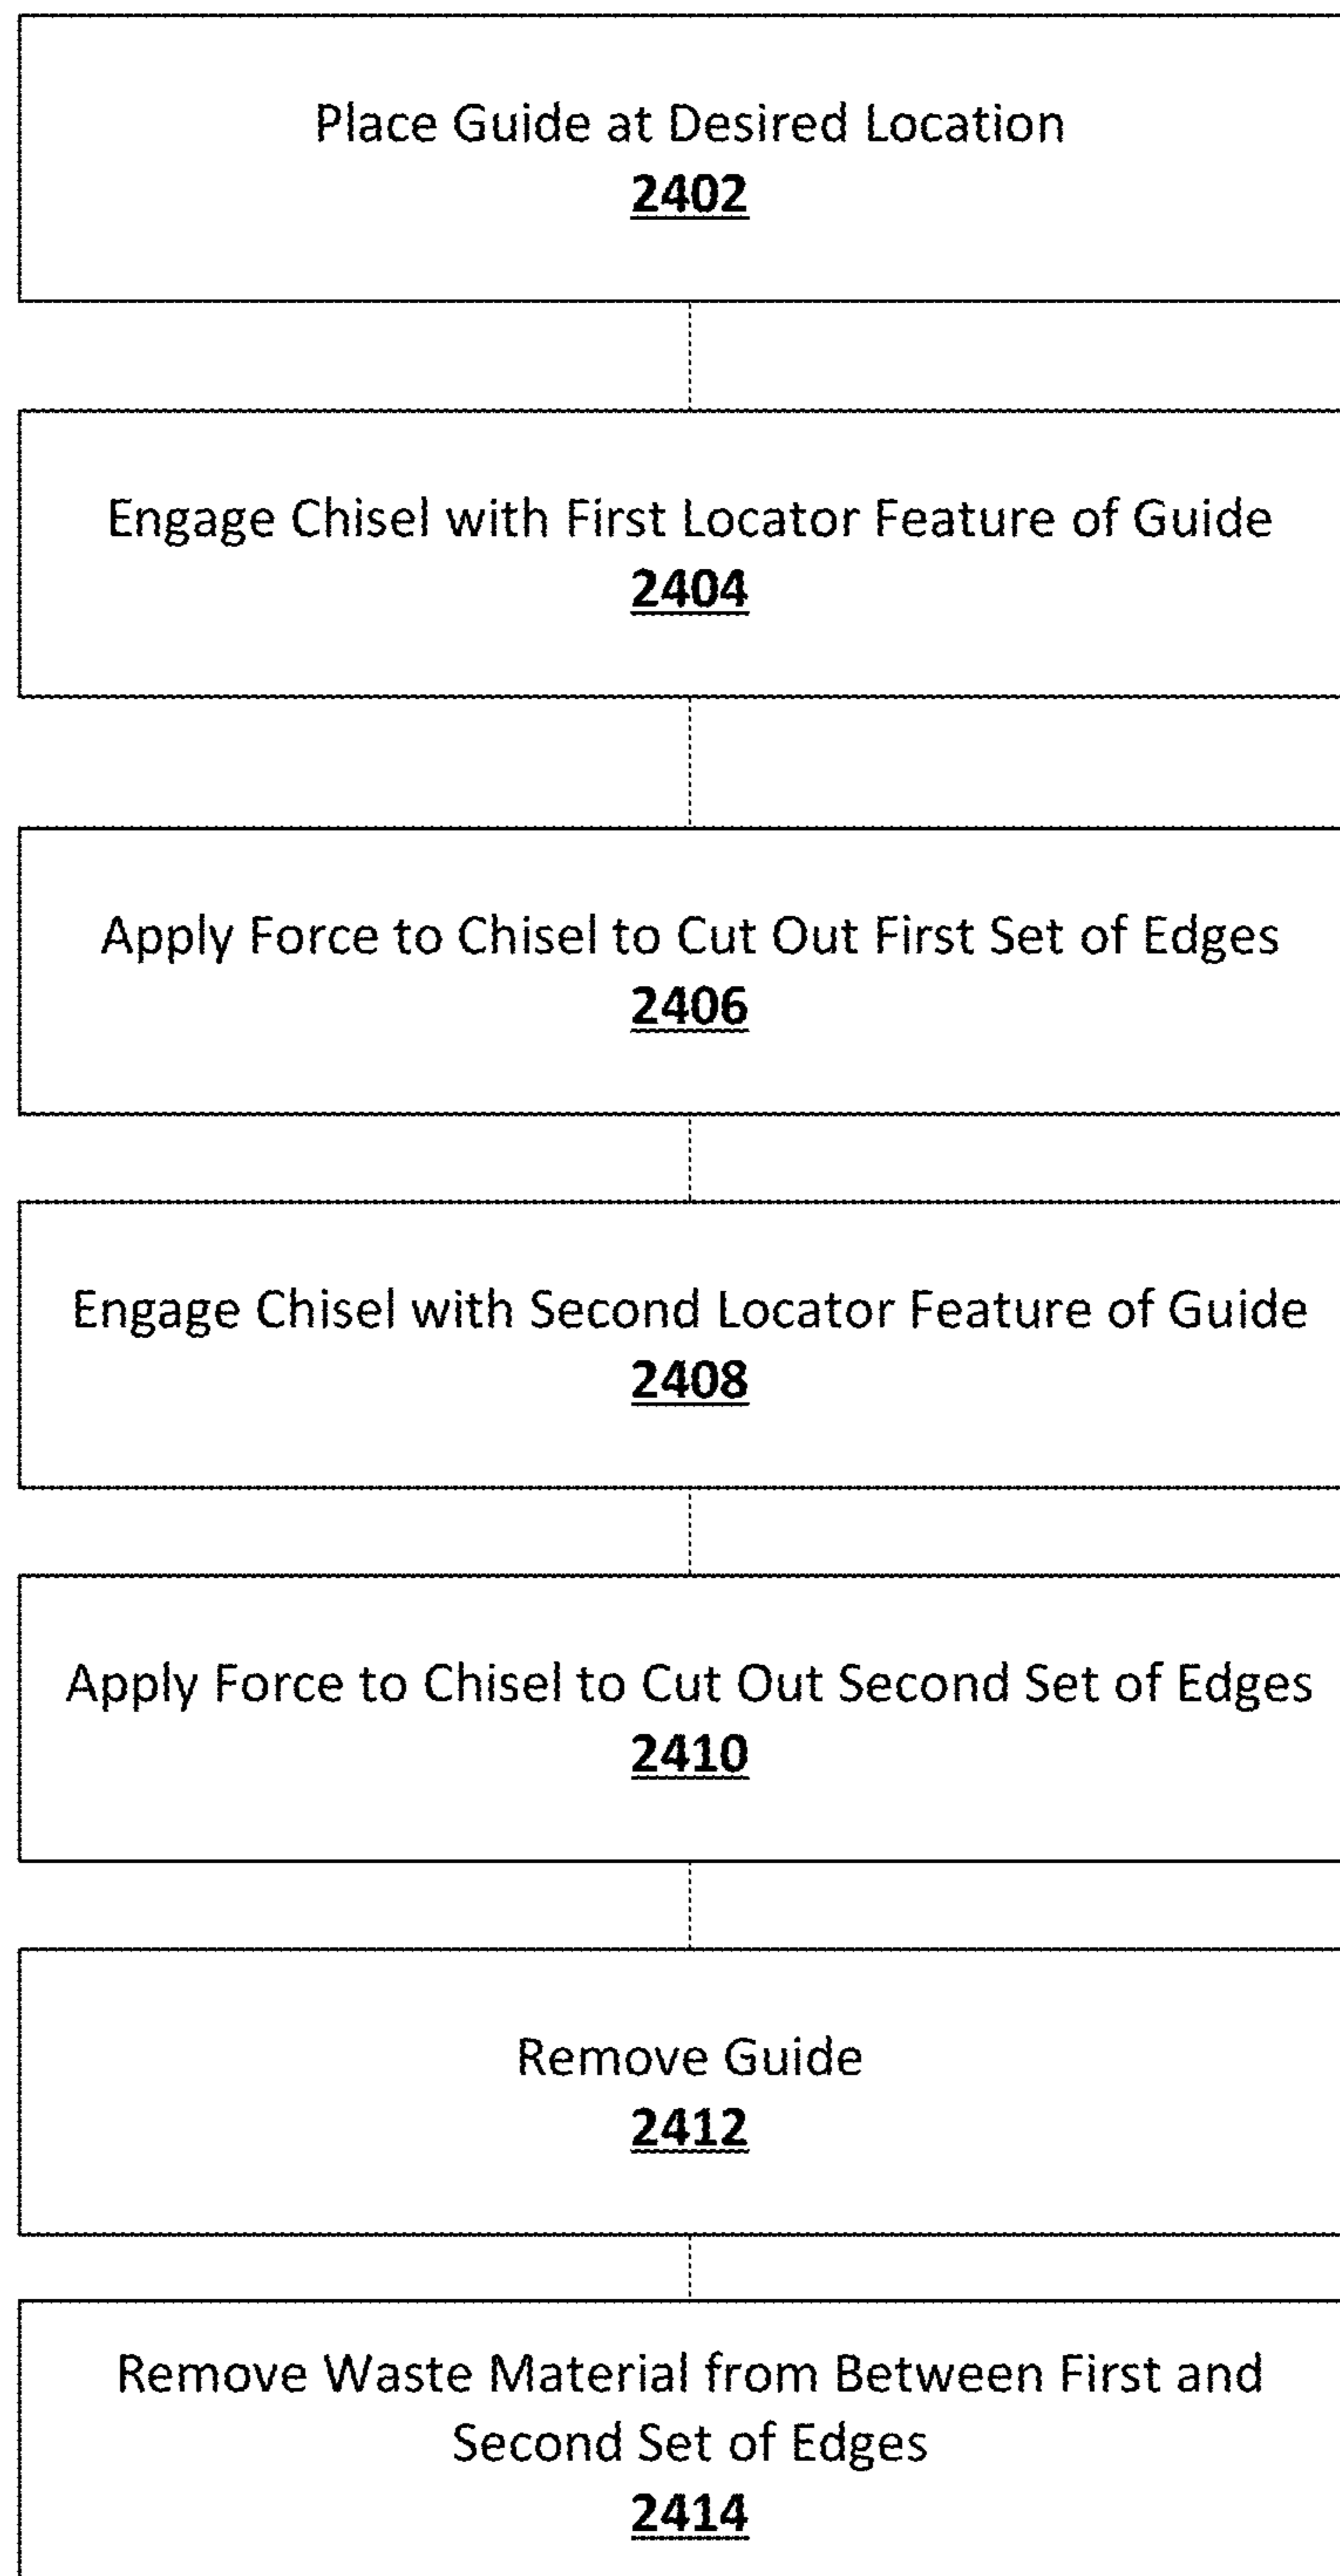 Place Guide at Desired Location
2402
Engage Chisel with First Locator Feature of Guide
2404
Apply Force to Chisel to Cut Out First Set of Edges
2406
Engage Chisel with Second Locator Feature of Guide
2408
Apply Force to Chisel to Cut Out Second Set of Edges
2410
Remove Guide
2412
Remove Waste Material from Between First and
Second Set of Edges
2414